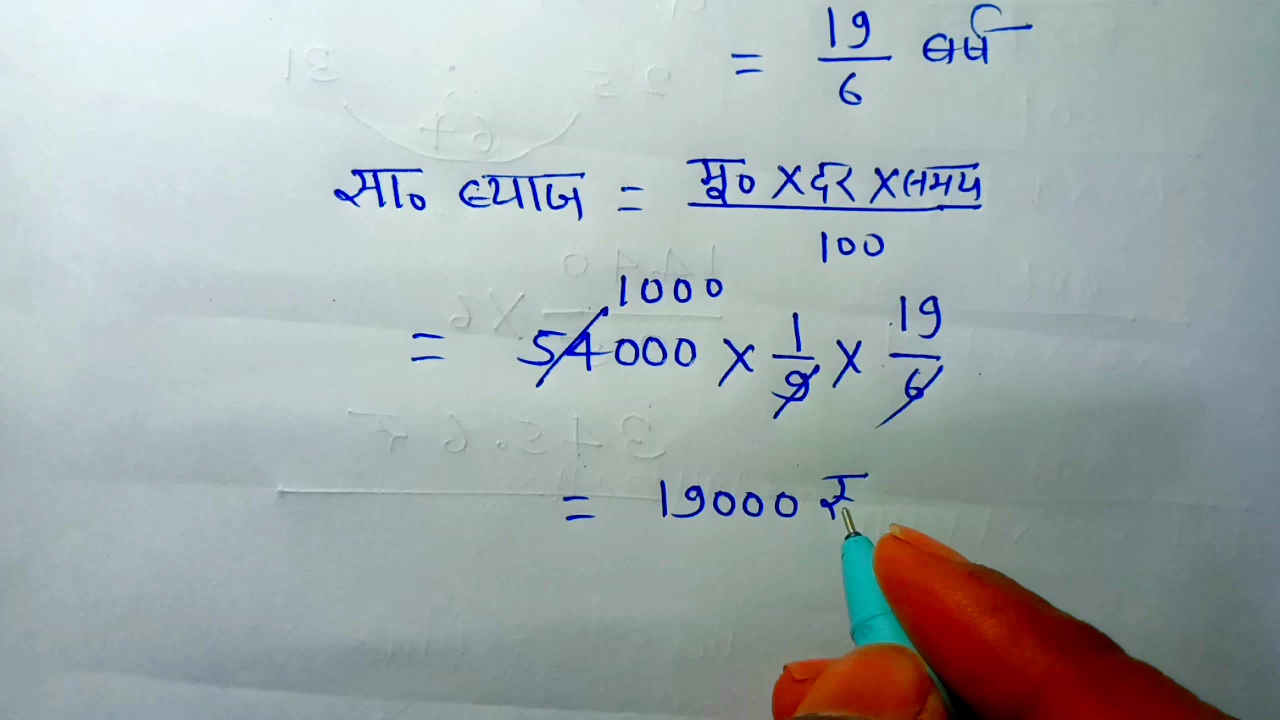 = 19/6 वर्ष
सा० ब्याज = मू० × दर × समय / 100
1000
= 54000 × 1/9 × 19/6
= 19000 रु